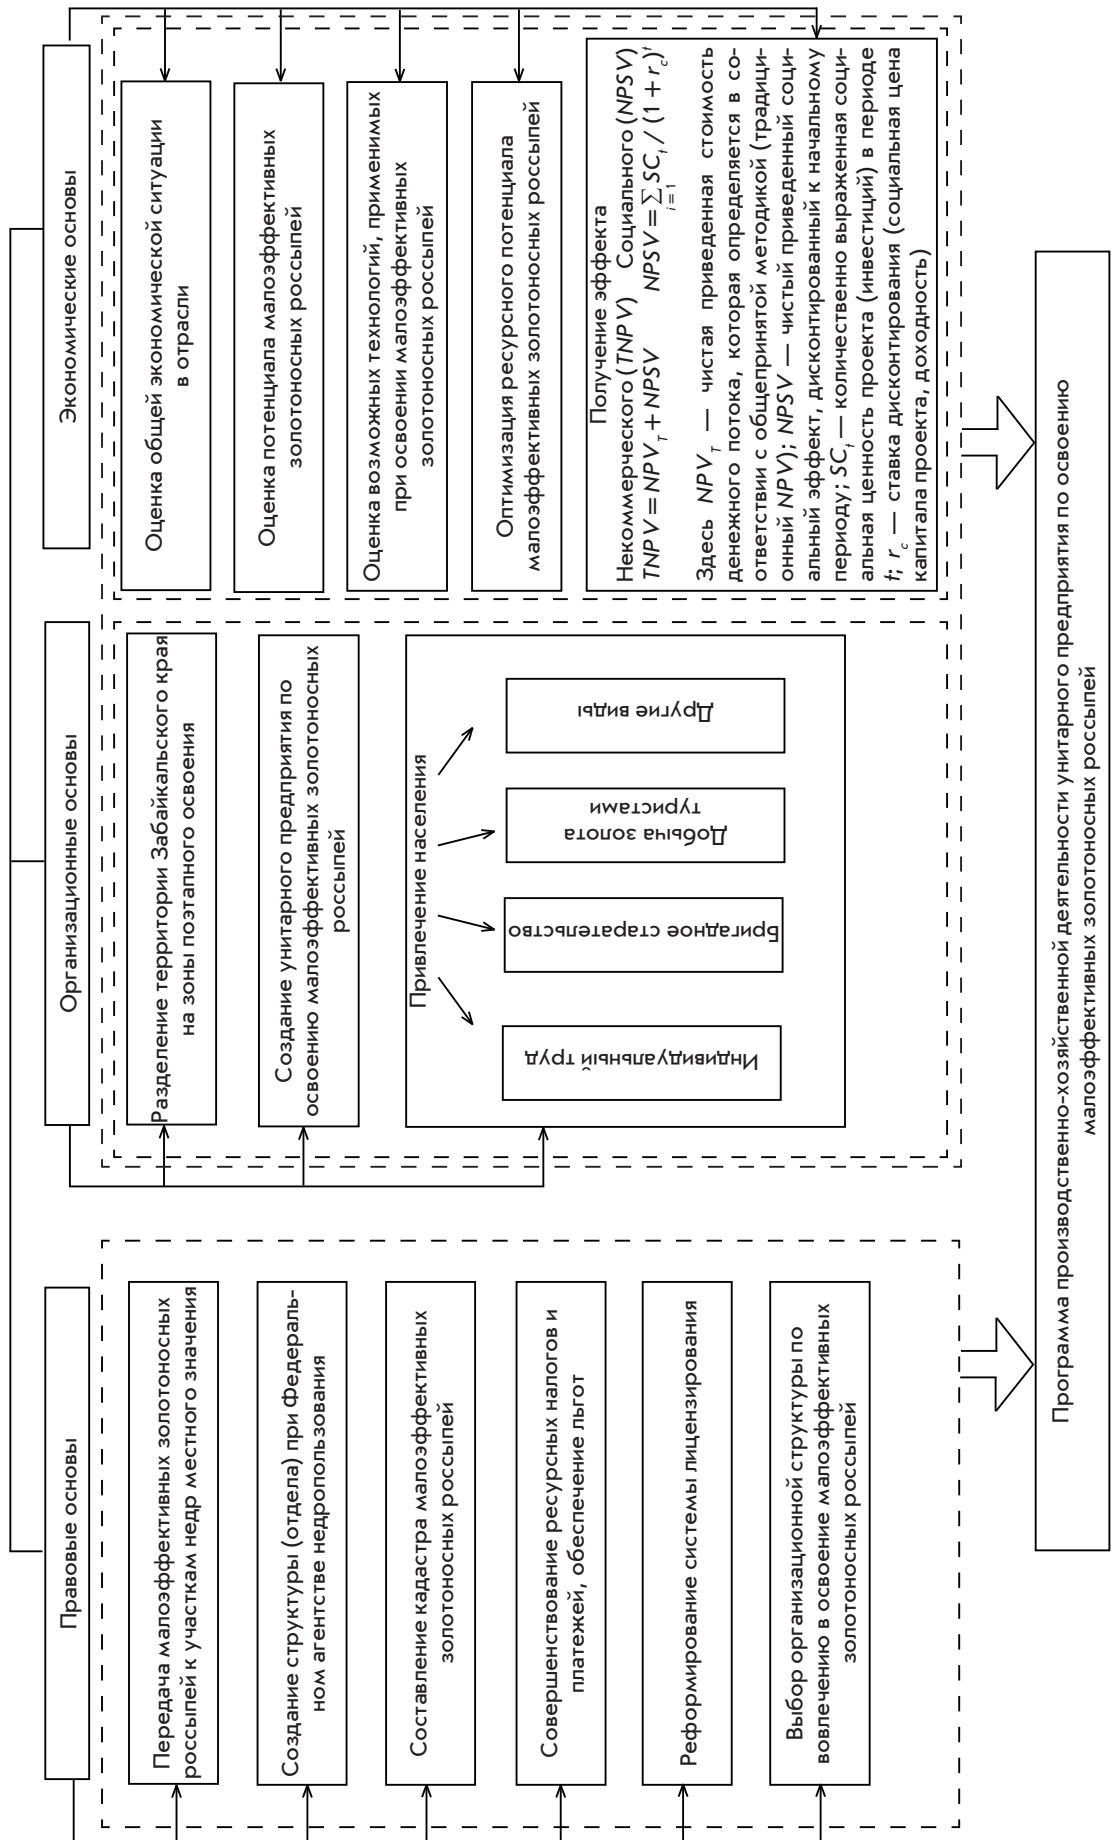 Правовые основы
Передача малоэффективных золотоносных
россыпей к участкам недр местного значения
Создание структуры (отдела) при Федераль-
ном агентстве недропользования
Составление кадастра малоэффективных
золотоносных россыпей
Совершенствование ресурсных налогов и
платежей, обеспечение льгот
Реформирование системы лицензирования
Выбор организационной структуры по
вовлечению в освоение малоэффективных
золотоносных россыпей
Организационные основы
Разделение территории Забайкальского края
на зоны поэтапного освоения
Создание унитарного предприятия по
освоению малоэффективных золотоносных
россыпей
Привлечение населения
Индивидуальный труд
Бригадное старательство
Добыча золота
туристами
Другие виды
Экономические основы
Оценка общей экономической ситуации
в отрасли
Оценка потенциала малоэффективных
золотоносных россыпей
Оценка возможных технологий, применимых
при освоении малоэффективных
золотоносных россыпей
Оптимизация ресурсного потенциала
малоэффективных золотоносных россыпей
Получение эффекта
Некоммерческого (TNPV) Социального (NPSV)
TNPV = NPV_T + NPSV NPSV = ∑_{i=1} SC_t / (1 + r_c)^t
Здесь NPV_T — чистая приведенная стоимость
денежного потока, которая определяется в со-
ответствии с общепринятой методикой (традици-
онный NPV); NPSV — чистый приведенный соци-
альный эффект, дисконтированный к начальному
периоду; SC_t — количественно выраженная соци-
альная ценность проекта (инвестиций) в периоде
t; r_c — ставка дисконтирования (социальная цена
капитала проекта, доходность)
Программа производственно-хозяйственной деятельности унитарного предприятия по освоению
малоэффективных золотоносных россыпей